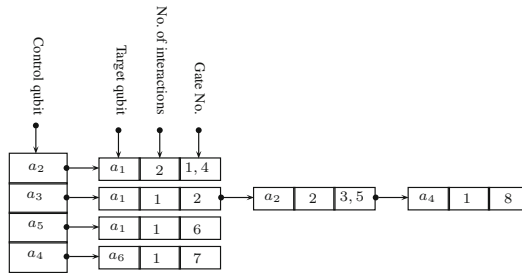 Control qubit
Target qubit
No. of interactions
Gate No.
a₂ a₁ 2 1, 4
a₃ a₁ 1 2 a₂ 2 3, 5 a₄ 1 8
a₅ a₁ 1 6
a₄ a₆ 1 7